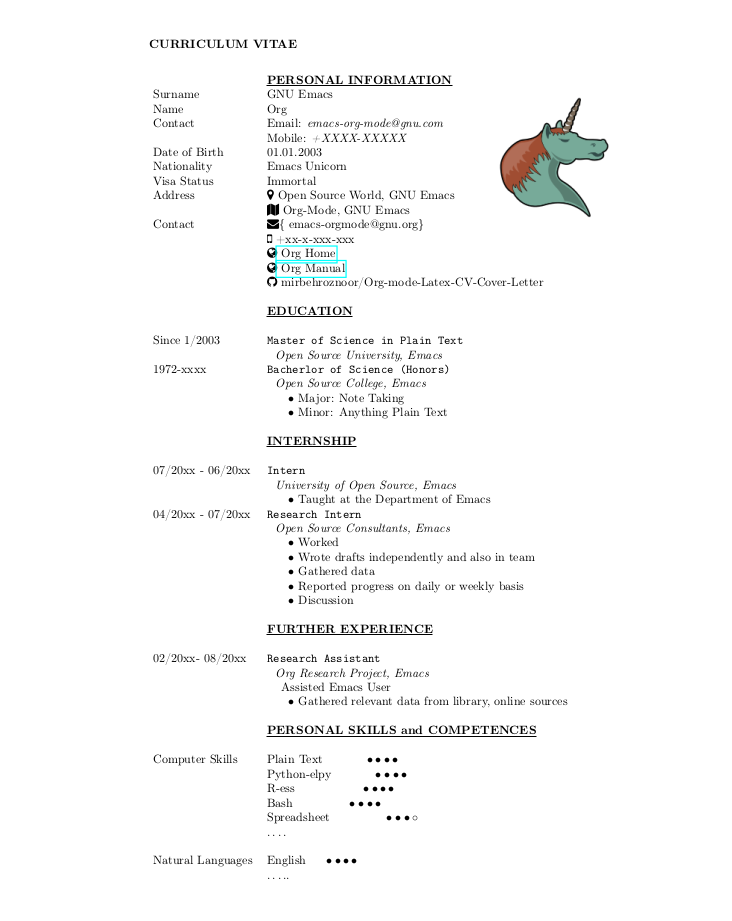 CURRICULUM VITAE
PERSONAL INFORMATION
Surname GNU Emacs
Name Org
Contact Email: emacs-org-mode@gnu.com
Mobile: +XXXX-XXXXX
Date of Birth 01.01.2003
Nationality Emacs Unicorn
Visa Status Immortal
Address Open Source World, GNU Emacs
Org-Mode, GNU Emacs
Contact { emacs-orgmode@gnu.org}
+xx-x-xxx-xxx
Org Home
Org Manual
mirbehroznoor/Org-mode-Latex-CV-Cover-Letter
EDUCATION
Since 1/2003 Master of Science in Plain Text
Open Source University, Emacs
1972-xxxx Bacherlor of Science (Honors)
Open Source College, Emacs
• Major: Note Taking
• Minor: Anything Plain Text
INTERNSHIP
07/20xx - 06/20xx Intern
University of Open Source, Emacs
• Taught at the Department of Emacs
04/20xx - 07/20xx Research Intern
Open Source Consultants, Emacs
• Worked
• Wrote drafts independently and also in team
• Gathered data
• Reported progress on daily or weekly basis
• Discussion
FURTHER EXPERIENCE
02/20xx- 08/20xx Research Assistant
Org Research Project, Emacs
Assisted Emacs User
• Gathered relevant data from library, online sources
PERSONAL SKILLS and COMPETENCES
Computer Skills Plain Text ●●●●
Python-elpy ●●●●
R-ess ●●●●
Bash ●●●●
Spreadsheet ●●●○
....
Natural Languages English ●●●●
.....